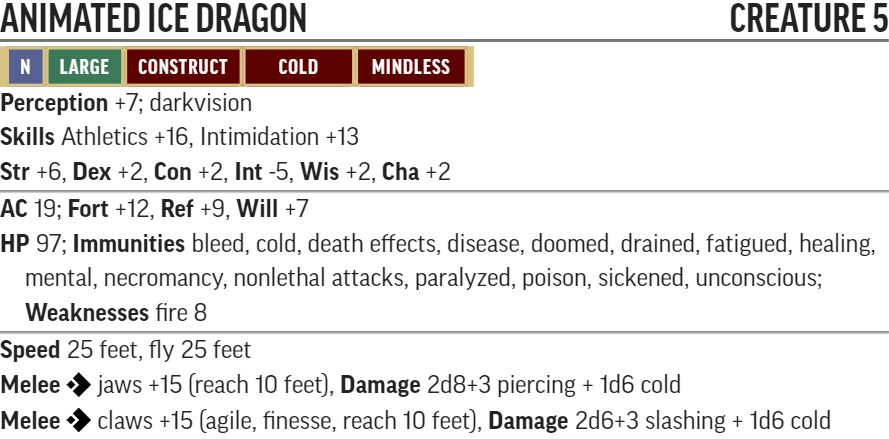 ANIMATED ICE DRAGON CREATURE 5
N LARGE CONSTRUCT COLD MINDLESS
Perception +7; darkvision
Skills Athletics +16, Intimidation +13
Str +6, Dex +2, Con +2, Int -5, Wis +2, Cha +2
AC 19; Fort +12, Ref +9, Will +7
HP 97; Immunities bleed, cold, death effects, disease, doomed, drained, fatigued, healing,
mental, necromancy, nonlethal attacks, paralyzed, poison, sickened, unconscious;
Weaknesses fire 8
Speed 25 feet, fly 25 feet
Melee jaws +15 (reach 10 feet), Damage 2d8+3 piercing + 1d6 cold
Melee claws +15 (agile, finesse, reach 10 feet), Damage 2d6+3 slashing + 1d6 cold